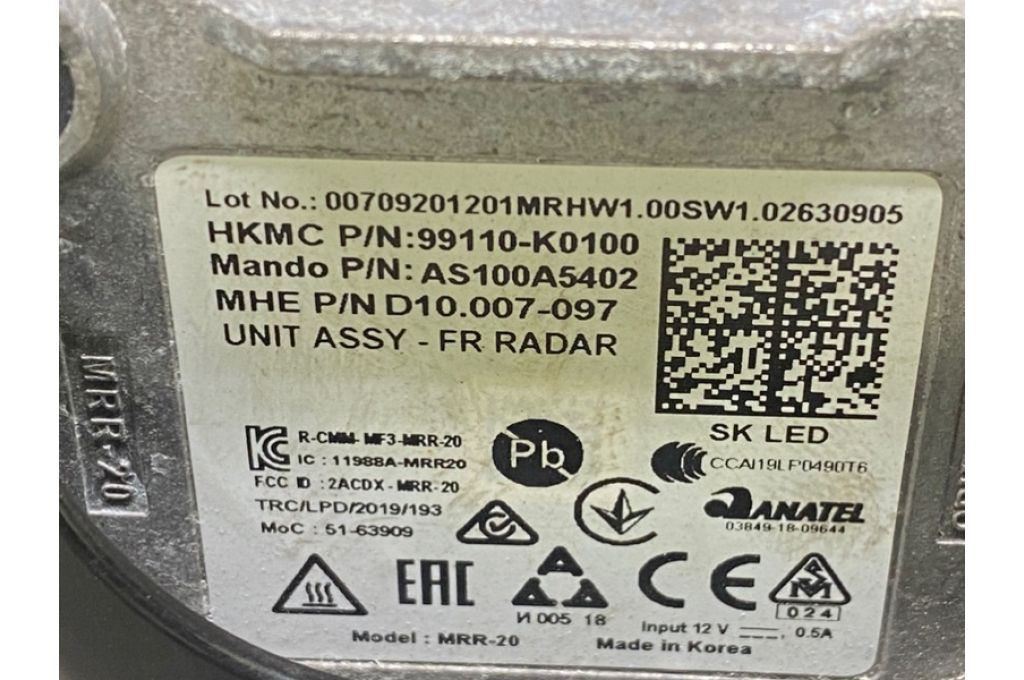 Lot No.: 00709201201MRHW1.00SW1.02630905
HKMC P/N:99110-K0100
Mando P/N: AS100A5402
MHE P/N D10.007-097
UNIT ASSY - FR RADAR
SK LED
MRR-20
R-CMM-MF3-MRR-20
IC : 11988A-MRR20
FCC ID : 2ACDX-MRR-20
TRC/LPD/2019/193
MoC : 51-63909
Pb
CCAI19LP0490T6
ANATEL
03849-18-09644
EAC
И 005 18
CE
024
Input 12 V 0.5A
Model : MRR-20
Made in Korea